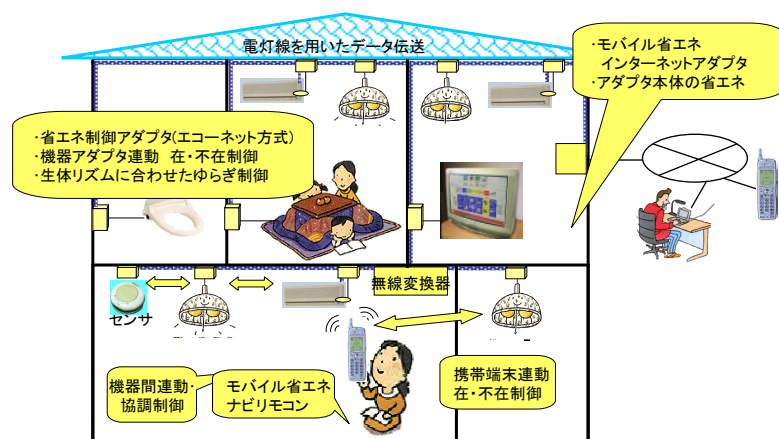 電灯線を用いたデータ伝送
・モバイル省エネ
インターネットアダプタ
・アダプタ本体の省エネ
・省エネ制御アダプタ(エコーネット方式)
・機器アダプタ連動 在・不在制御
・生体リズムに合わせたゆらぎ制御
無線変換器
センサ
機器間連動・
協調制御
モバイル省エネ
ナビリモコン
携帯端末連動
在・不在制御